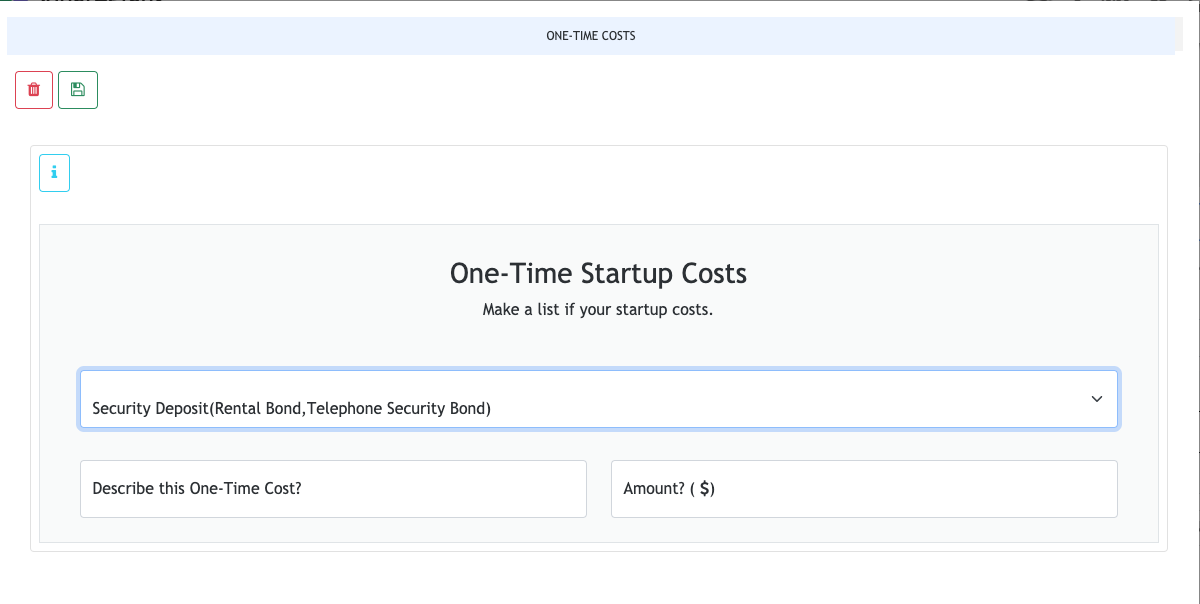 ONE-TIME COSTS
i
One-Time Startup Costs
Make a list if your startup costs.
Security Deposit(Rental Bond,Telephone Security Bond)
Describe this One-Time Cost?
Amount? ( $)